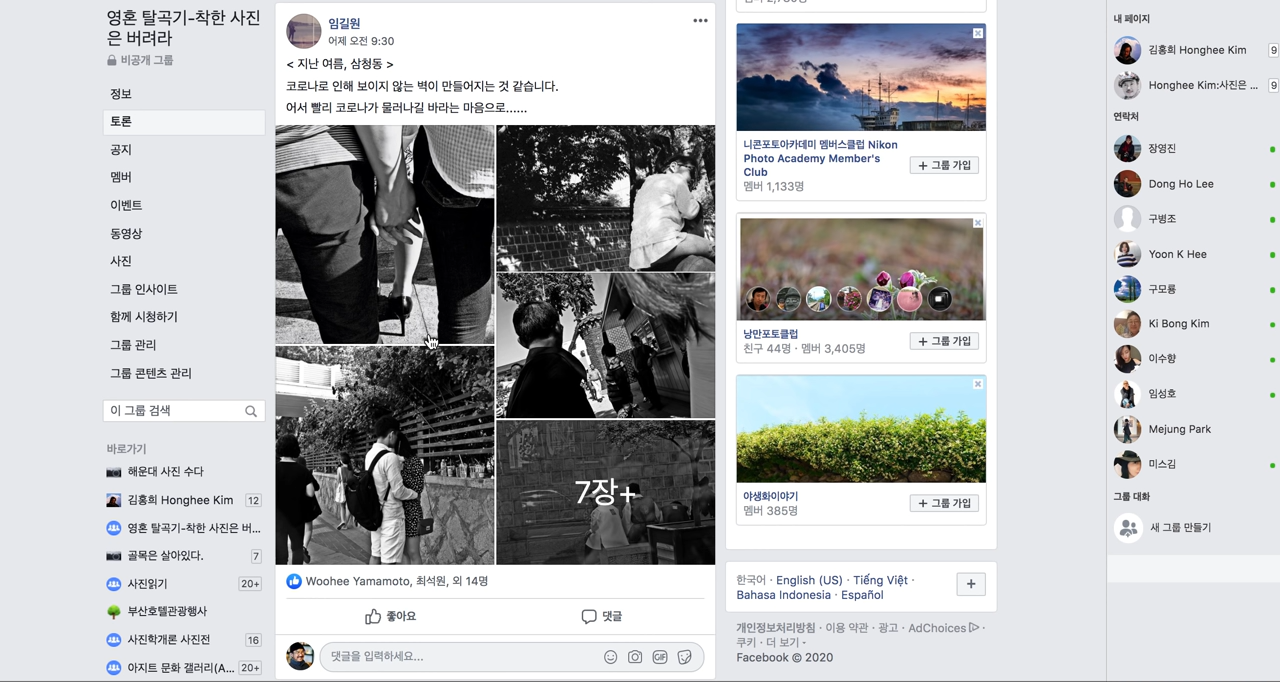 영혼 탈곡기-착한 사진
은 버려라
비공개 그룹
정보
토론
공지
멤버
이벤트
동영상
사진
그룹 인사이트
함께 시청하기
그룹 관리
그룹 콘텐츠 관리
이 그룹 검색
바로가기
해운대 사진 수다
김홍희 Honghee Kim 12
영혼 탈곡기-착한 사진은 버...
골목은 살아있다. 7
사진읽기 20+
부산호텔관광행사
사진학개론 사진전 16
아지트 문화 갤러리(A... 20+
임길원
어제 오전 9:30
< 지난 여름, 삼청동 >
코로나로 인해 보이지 않는 벽이 만들어지는 것 같습니다.
어서 빨리 코로나가 물러나길 바라는 마음으로......
7장+
Woohee Yamamoto, 최석원, 외 14명
좋아요 댓글
댓글을 입력하세요...
GIF
니콘포토아카데미 멤버스클럽 Nikon
Photo Academy Member's
Club
멤버 1,133명
+ 그룹 가입
낭만포토클럽
친구 44명 · 멤버 3,405명
+ 그룹 가입
야생화이야기
멤버 385명
+ 그룹 가입
한국어 · English (US) · Tiếng Việt ·
Bahasa Indonesia · Español
+
개인정보처리방침 · 이용 약관 · 광고 · AdChoices ·
쿠키 · 더 보기
Facebook © 2020
내 페이지
김홍희 Honghee Kim 9
Honghee Kim:사진은 ... 9
연락처
장영진
Dong Ho Lee
구병조
Yoon K Hee
구모룡
Ki Bong Kim
이수향
임성호
Mejung Park
미스김
그룹 대화
새 그룹 만들기